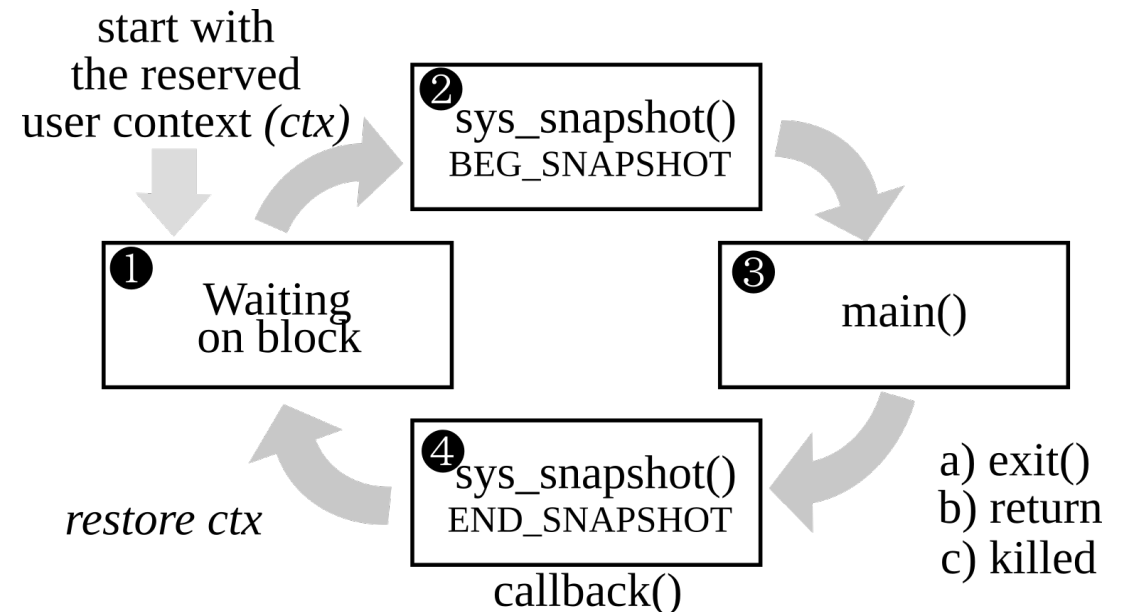 start with
the reserved
user context (ctx)
❷
sys_snapshot()
BEG_SNAPSHOT
❶
Waiting
on block
❸
main()
❹
sys_snapshot()
END_SNAPSHOT
callback()
restore ctx
a) exit()
b) return
c) killed